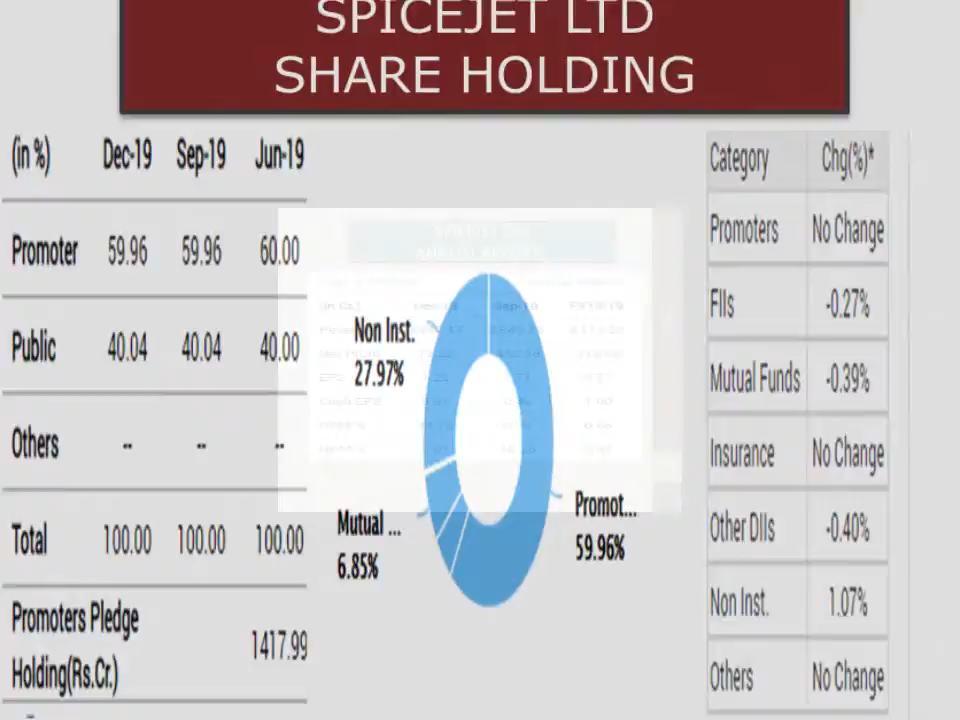 SPICEJET LTD
SHARE HOLDING
(in %) Dec-19 Sep-19 Jun-19
Promoter 59.96 59.96 60.00
Public 40.04 40.04 40.00
Others -- -- --
Total 100.00 100.00 100.00
Promoters Pledge
Holding(Rs.Cr.) 1417.99
Non Inst.
27.97%
Mutual ...
6.85%
Promot...
59.96%
Category Chg(%)*
Promoters No Change
FIIs -0.27%
Mutual Funds -0.39%
Insurance No Change
Other DIIs -0.40%
Non Inst. 1.07%
Others No Change